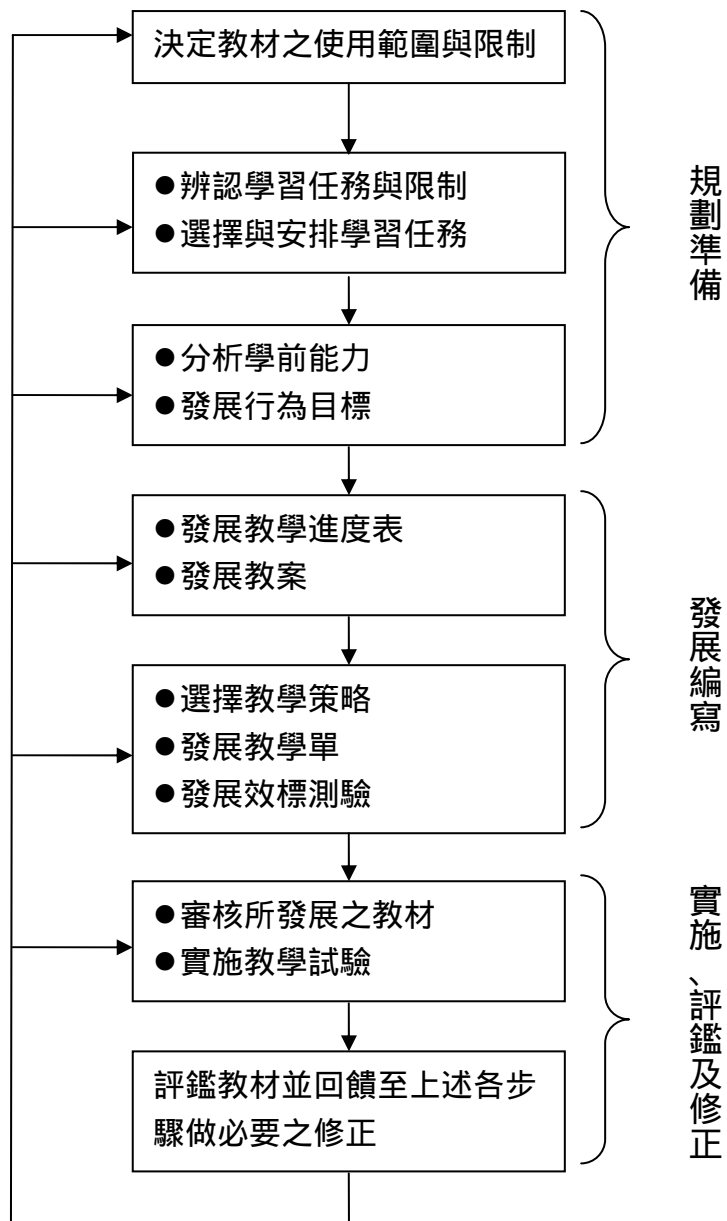 決定教材之使用範圍與限制
●辨認學習任務與限制
●選擇與安排學習任務
●分析學前能力
●發展行為目標
規劃準備
●發展教學進度表
●發展教案
●選擇教學策略
●發展教學單
●發展效標測驗
發展編寫
●審核所發展之教材
●實施教學試驗
評鑑教材並回饋至上述各步
驟做必要之修正
實施、評鑑及修正